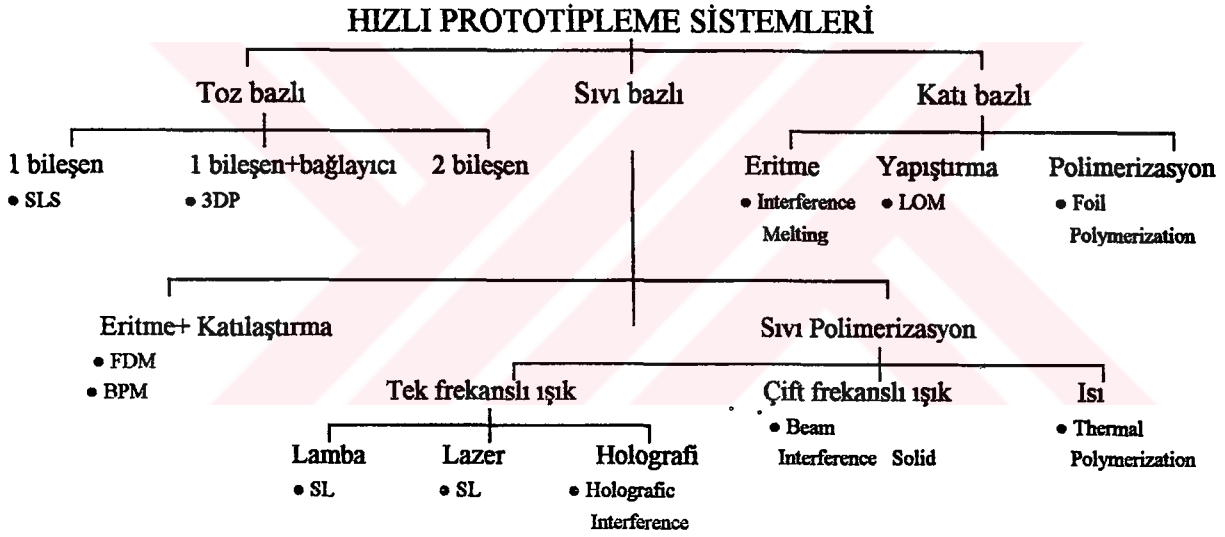 HIZLI PROTOTİPLEME SİSTEMLERİ
Toz bazlı
Sıvı bazlı
Katı bazlı
1 bileşen
• SLS
1 bileşen+bağlayıcı
• 3DP
2 bileşen
Eritme
• Interference
Melting
Yapıştırma
• LOM
Polimerizasyon
• Foil
Polymerization
Eritme+ Katılaştırma
• FDM
• BPM
Sıvı Polimerizasyon
Tek frekanslı ışık
Lamba
• SL
Lazer
• SL
Holografi
• Holografic
Interference
Çift frekanslı ışık
• Beam
Interference Solid
Isı
• Thermal
Polymerization